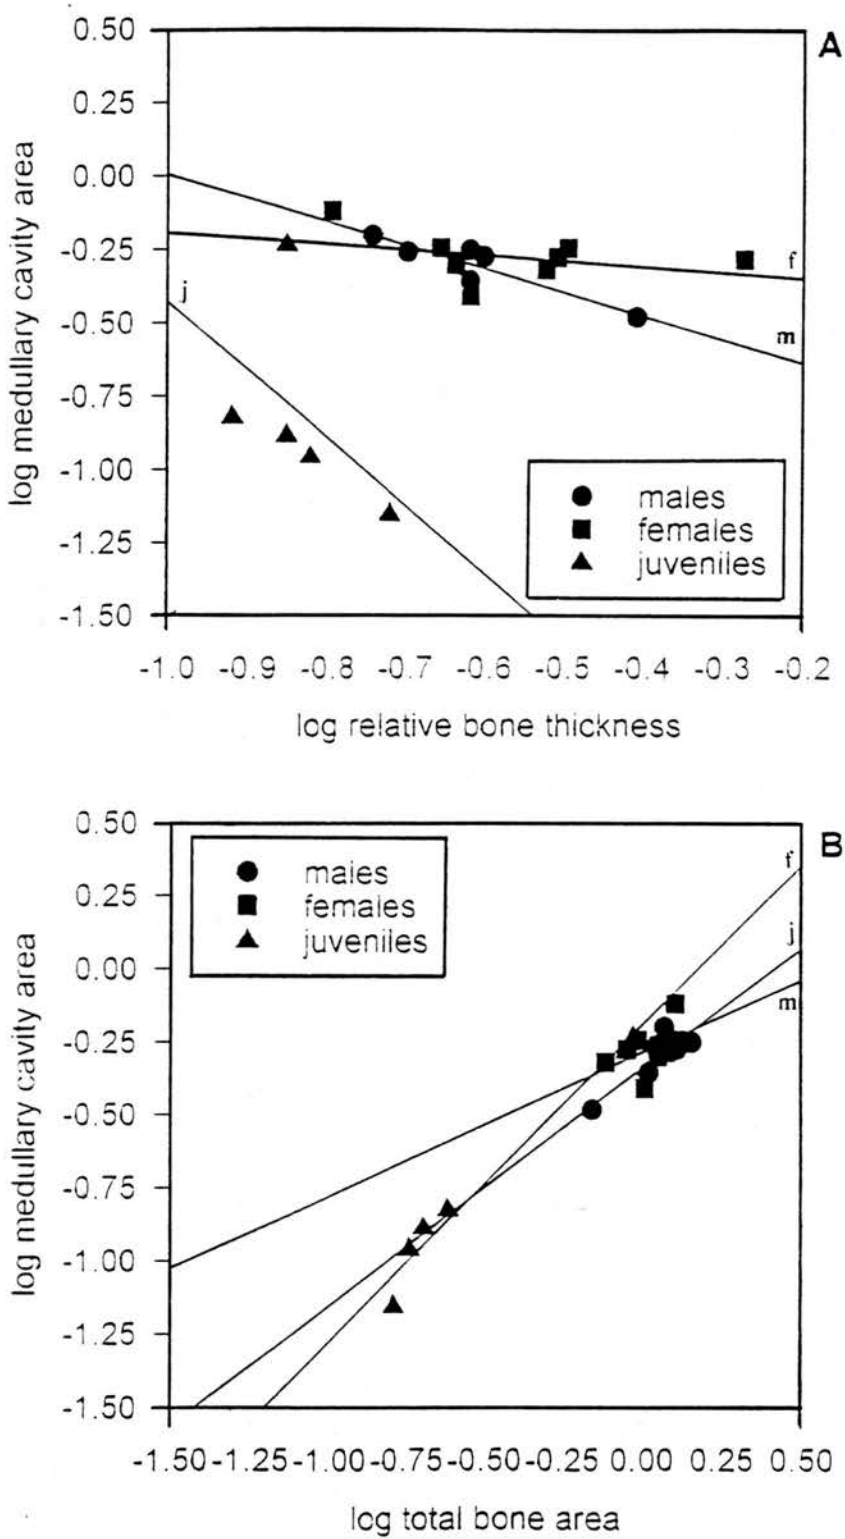 A
0.50
0.25
0.00
-0.25
-0.50
-0.75
-1.00
-1.25
-1.50
log medullary cavity area
j
f
m
males
females
juveniles
-1.0 -0.9 -0.8 -0.7 -0.6 -0.5 -0.4 -0.3 -0.2
log relative bone thickness
B
0.50
0.25
0.00
-0.25
-0.50
-0.75
-1.00
-1.25
-1.50
log medullary cavity area
males
females
juveniles
f
j
m
-1.50 -1.25 -1.00 -0.75 -0.50 -0.25 0.00 0.25 0.50
log total bone area